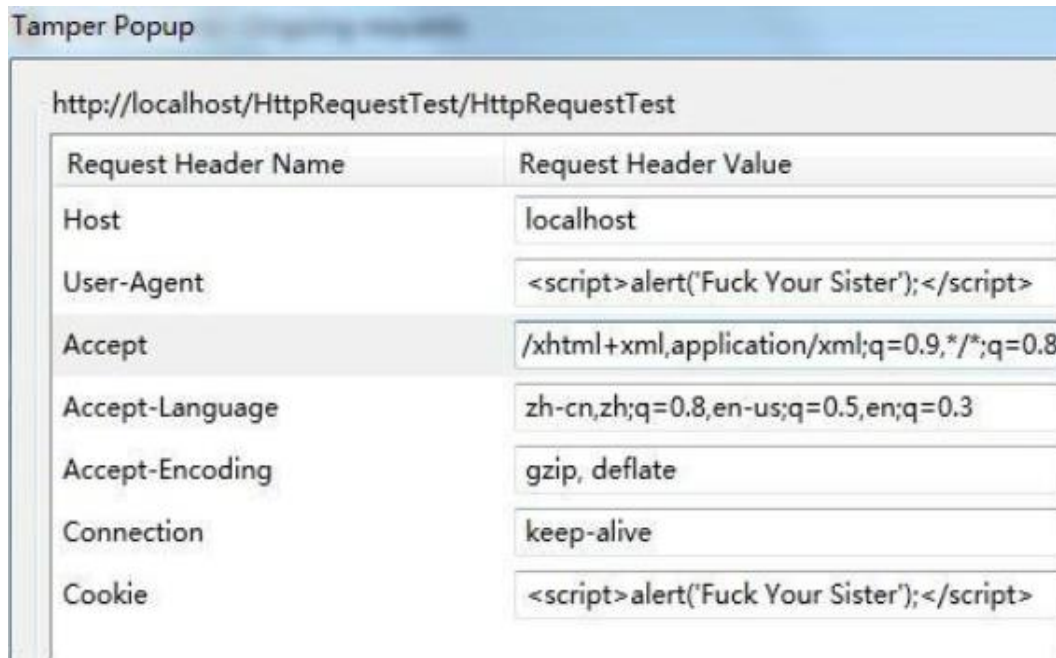 Tamper Popup
http://localhost/HttpRequestTest/HttpRequestTest
Request Header Name Request Header Value
Host localhost
User-Agent <script>alert('Fuck Your Sister');</script>
Accept /xhtml+xml,application/xml;q=0.9,*/*;q=0.8
Accept-Language zh-cn,zh;q=0.8,en-us;q=0.5,en;q=0.3
Accept-Encoding gzip, deflate
Connection keep-alive
Cookie <script>alert('Fuck Your Sister');</script>